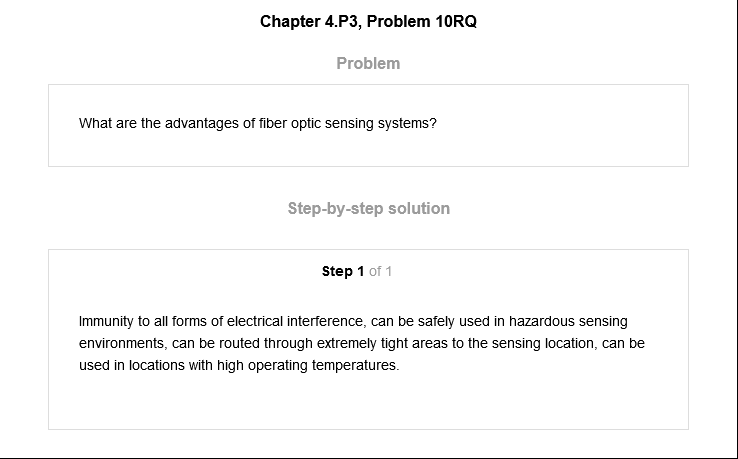 Chapter 4.P3, Problem 10RQ
Problem
What are the advantages of fiber optic sensing systems?
Step-by-step solution
Step 1 of 1
Immunity to all forms of electrical interference, can be safely used in hazardous sensing
environments, can be routed through extremely tight areas to the sensing location, can be
used in locations with high operating temperatures.